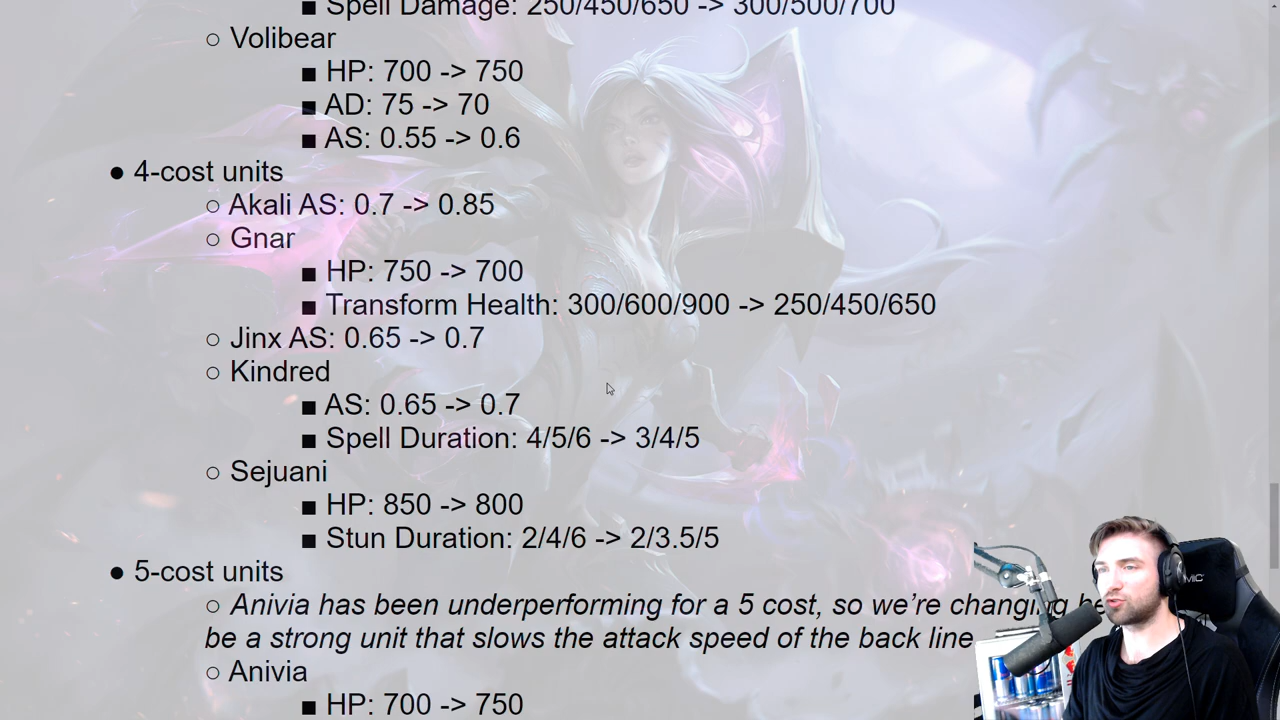 ■ Spell Damage: 250/450/650 -> 300/500/700
○ Volibear
■ HP: 700 -> 750
■ AD: 75 -> 70
■ AS: 0.55 -> 0.6
● 4-cost units
○ Akali AS: 0.7 -> 0.85
○ Gnar
■ HP: 750 -> 700
■ Transform Health: 300/600/900 -> 250/450/650
○ Jinx AS: 0.65 -> 0.7
○ Kindred
■ AS: 0.65 -> 0.7
■ Spell Duration: 4/5/6 -> 3/4/5
○ Sejuani
■ HP: 850 -> 800
■ Stun Duration: 2/4/6 -> 2/3.5/5
● 5-cost units
○ Anivia has been underperforming for a 5 cost, so we’re changing
be a strong unit that slows the attack speed of the back line
○ Anivia
■ HP: 700 -> 750